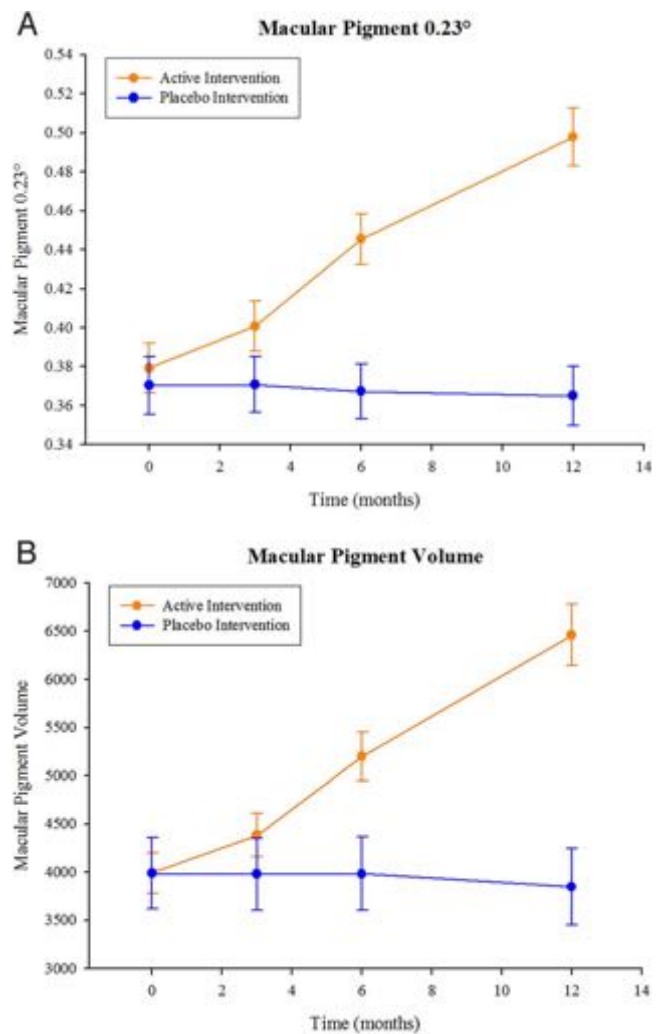 A
Macular Pigment 0.23°
0.54
0.52
0.50
0.48
0.46
0.44
0.42
0.40
0.38
0.36
0.34
Macular Pigment 0.23°
Active Intervention
Placebo Intervention
0 2 4 6 8 10 12 14
Time (months)
B
Macular Pigment Volume
7000
6500
6000
5500
5000
4500
4000
3500
3000
Macular Pigment Volume
Active Intervention
Placebo Intervention
0 2 4 6 8 10 12 14
Time (months)